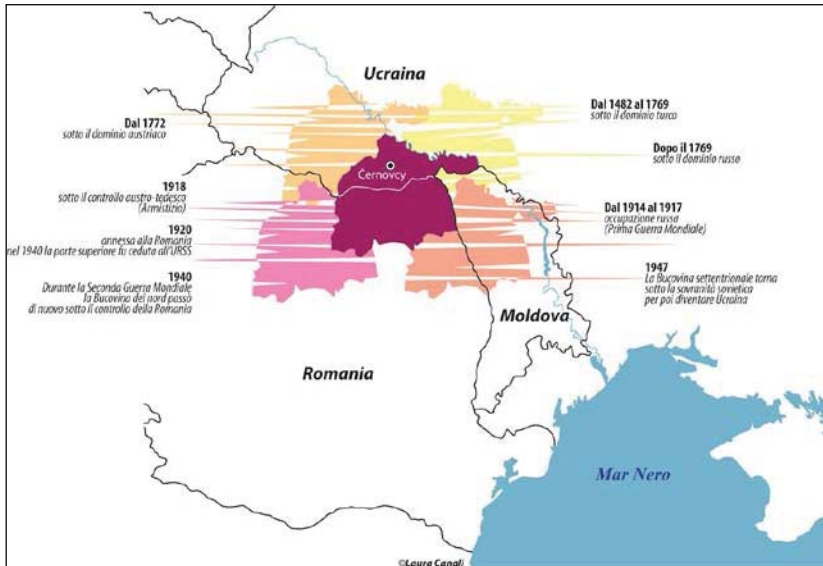 Ucraina
Dal 1772
sotto il dominio austriaco
Dal 1482 al 1769
sotto il dominio turco
Dopo il 1769
sotto il dominio russo
Černovcy
1918
sotto il controllo austro-tedesco
(Armistizio)
1920
annessa alla Romania
nel 1940 la parte superiore fu ceduta all'URSS
1940
Durante la Seconda Guerra Mondiale
la Bucovina del nord passò
di nuovo sotto il controllo della Romania
Dal 1914 al 1917
occupazione russa
(Prima Guerra Mondiale)
1947
La Bucovina settentrionale torna
sotto la sovranità sovietica
per poi diventare Ucraina
Moldova
Romania
Mar Nero
©Laura Canali